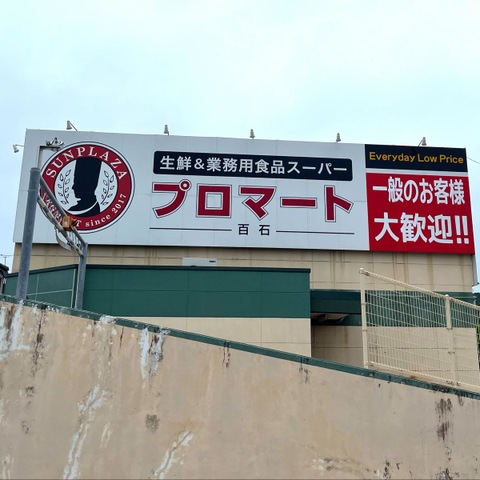 SUNPLAZA
since 2017
生鮮&業務用食品スーパー
プロマート
百石
Everyday Low Price
一般のお客様
大歓迎!!